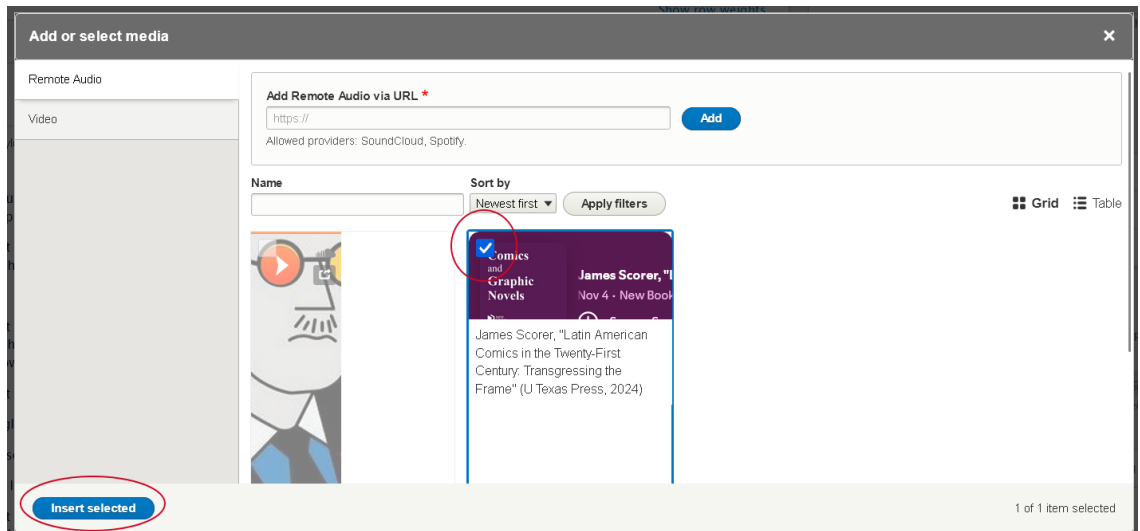 Show row weights
Add or select media
Remote Audio
Video
Add Remote Audio via URL *
https://
Add
Allowed providers: SoundCloud, Spotify.
Name
Sort by
Newest first
Apply filters
Grid
Table
Comics
and
Graphic
Novels
James Scorer, "
Nov 4 · New Book
James Scorer, "Latin American
Comics in the Twenty-First
Century: Transgressing the
Frame" (U Texas Press, 2024)
Insert selected
1 of 1 item selected